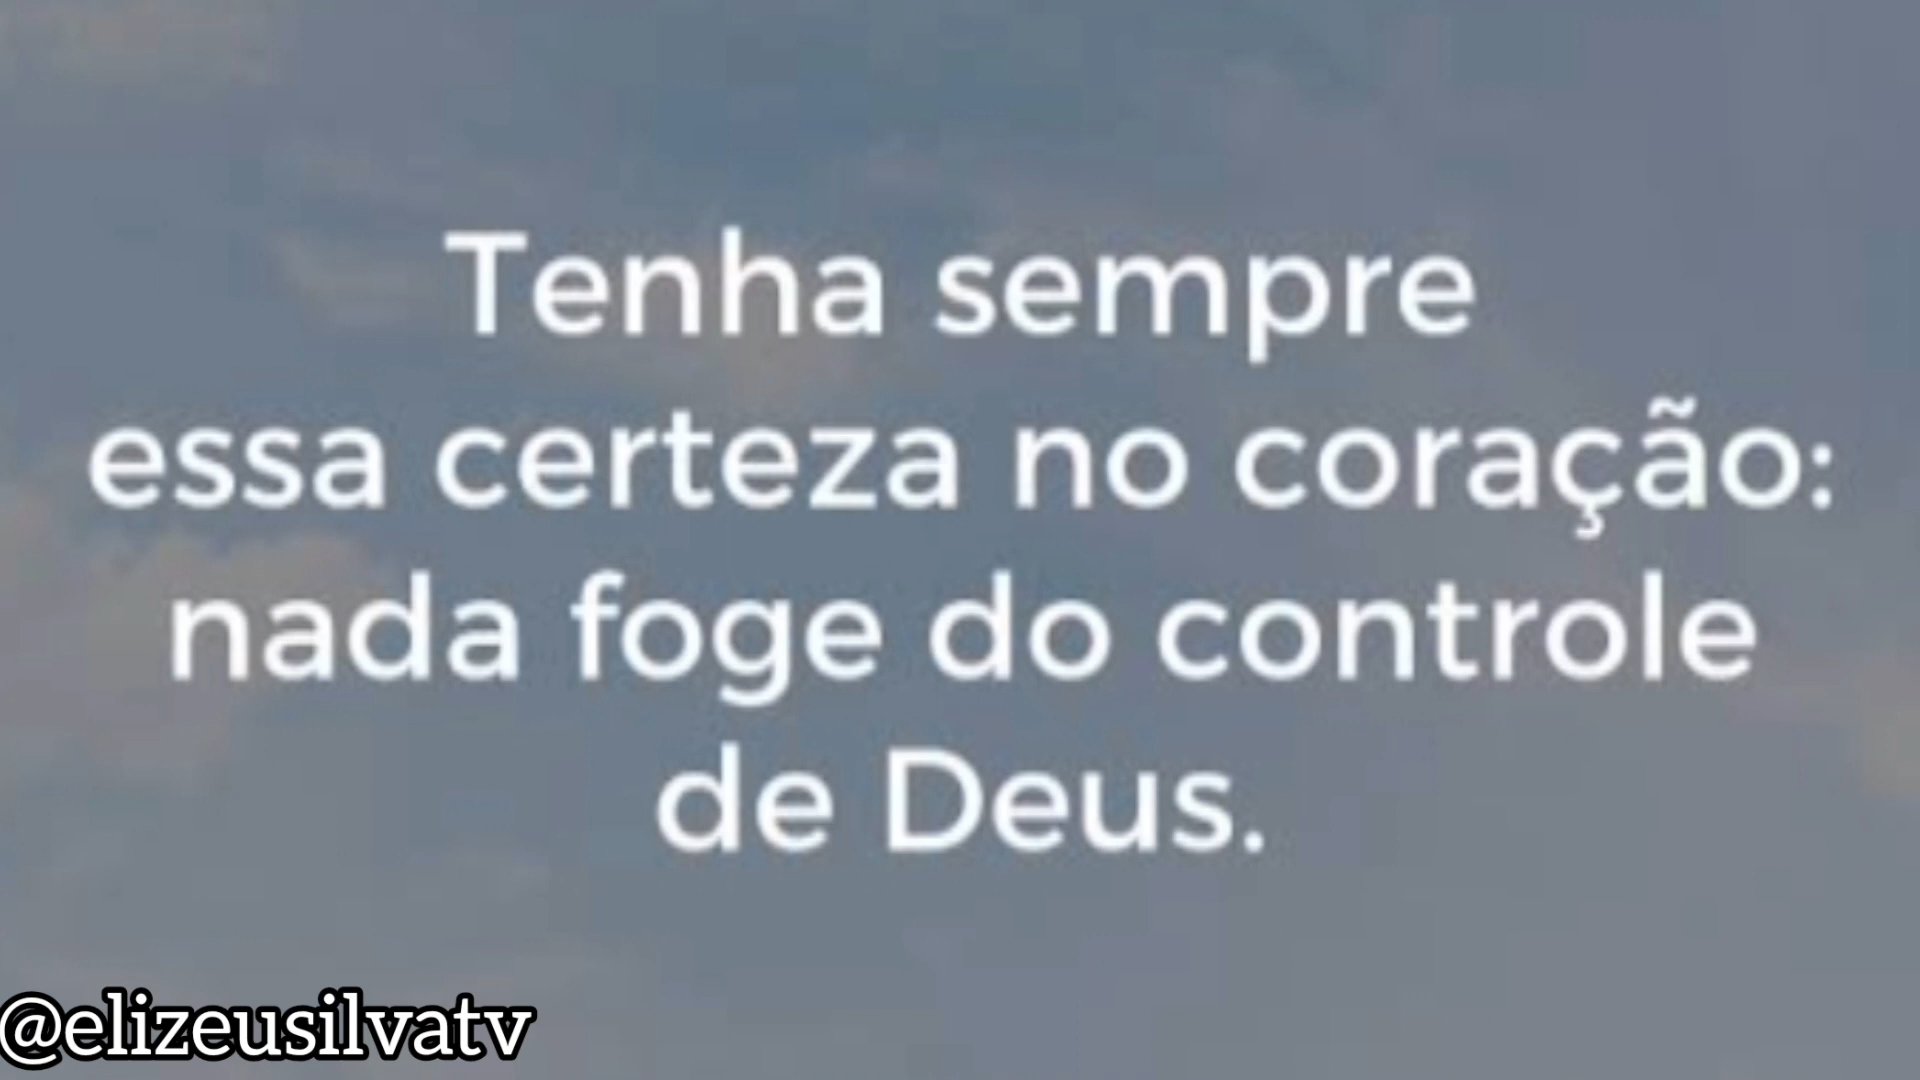 Tenha sempre
essa certeza no coração:
nada foge do controle
de Deus.
@elizeusilvatv